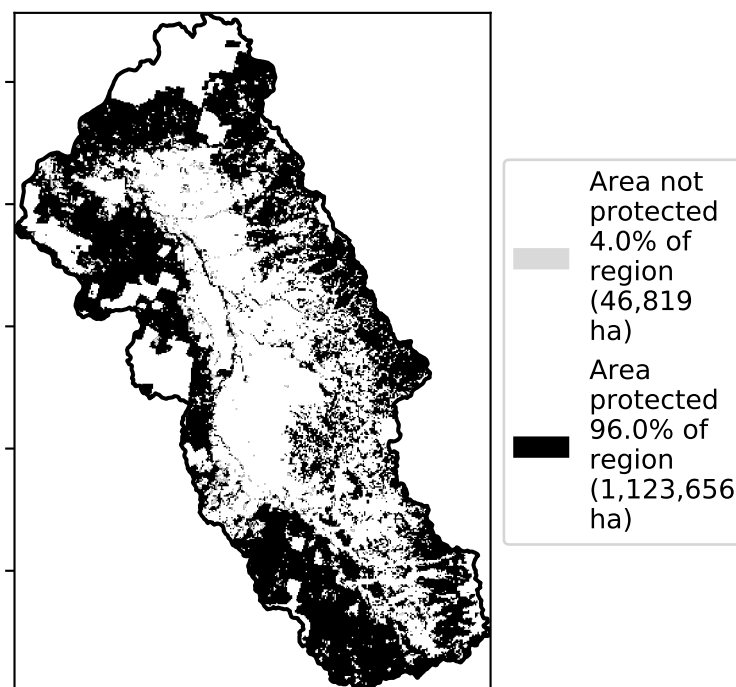 Area not
protected
4.0% of
region
(46,819
ha)
Area
protected
96.0% of
region
(1,123,656
ha)